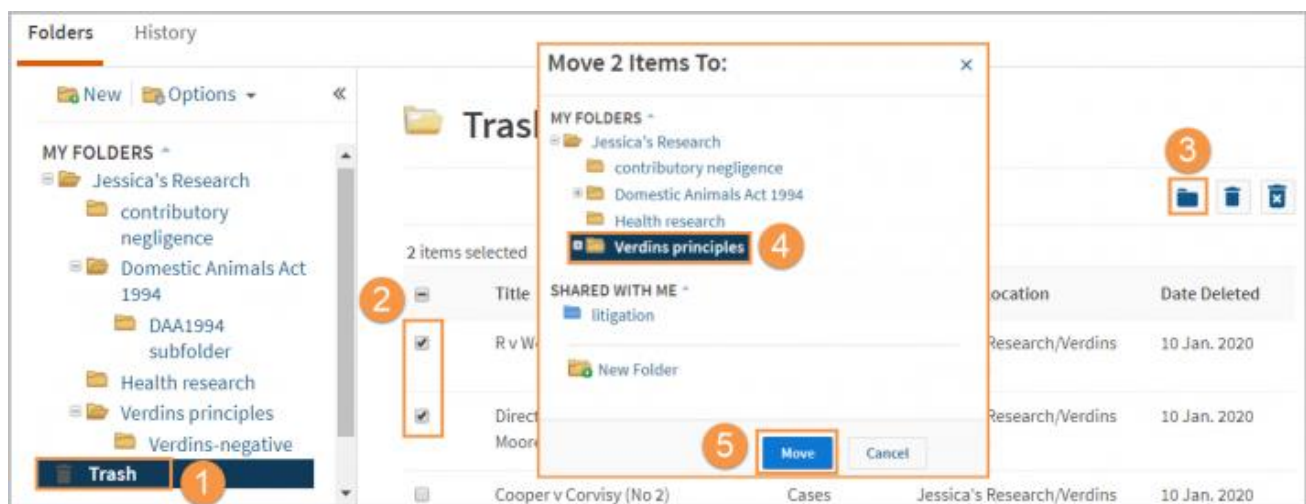 Folders History
New Options
MY FOLDERS
Jessica's Research
contributory
negligence
Domestic Animals Act
1994
DAA1994
subfolder
Health research
Verdins principles
Verdins-negative
Trash
1
Trash
2 items selected
2
Title
ocation
Date Deleted
R v W
Research/Verdins
10 Jan. 2020
Direct
Moor
Research/Verdins
10 Jan. 2020
Cooper v Corvisy (No 2)
Cases
Jessica's Research/Verdins
10 Jan. 2020
3
Move 2 Items To:
×
MY FOLDERS
Jessica's Research
contributory negligence
Domestic Animals Act 1994
Health research
Verdins principles
4
SHARED WITH ME
litigation
New Folder
5
Move
Cancel